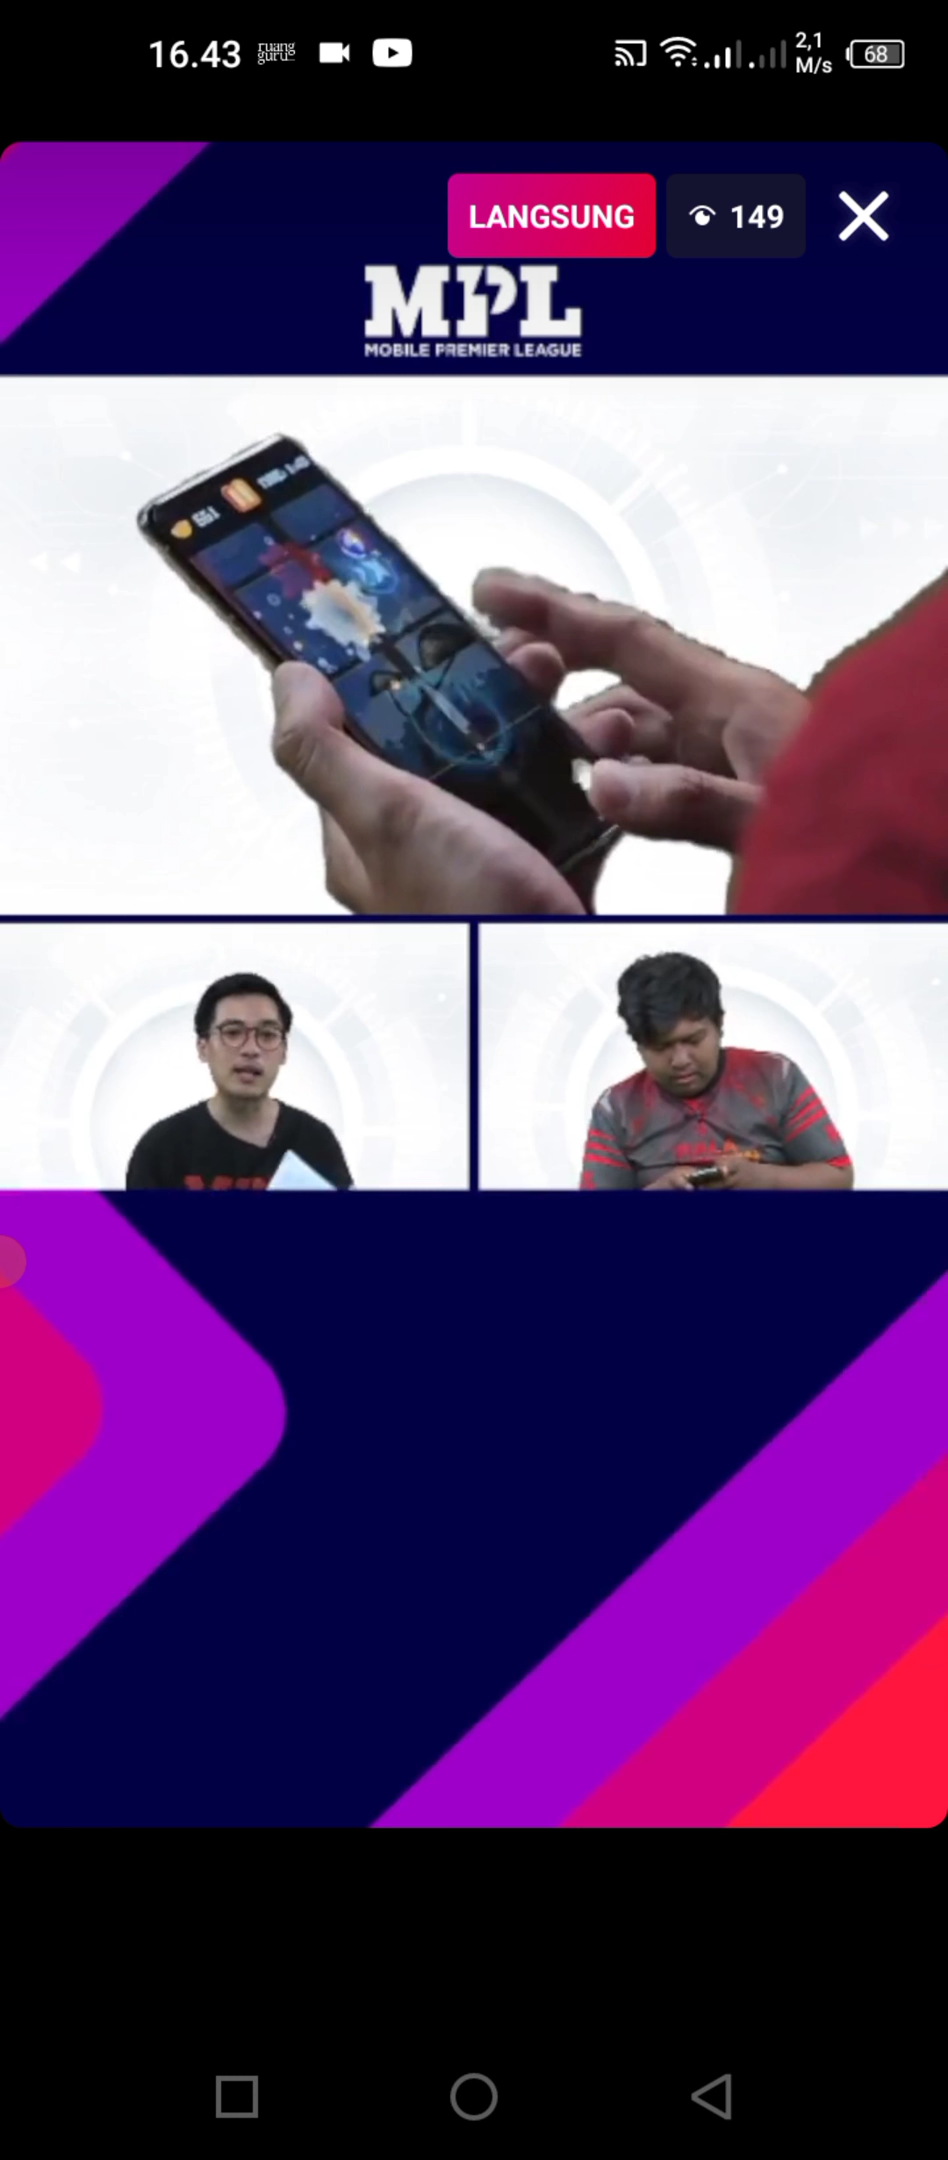 16.43
ruang
guru
2,1
M/s
68
LANGSUNG
149
MPL
MOBILE PREMIER LEAGUE